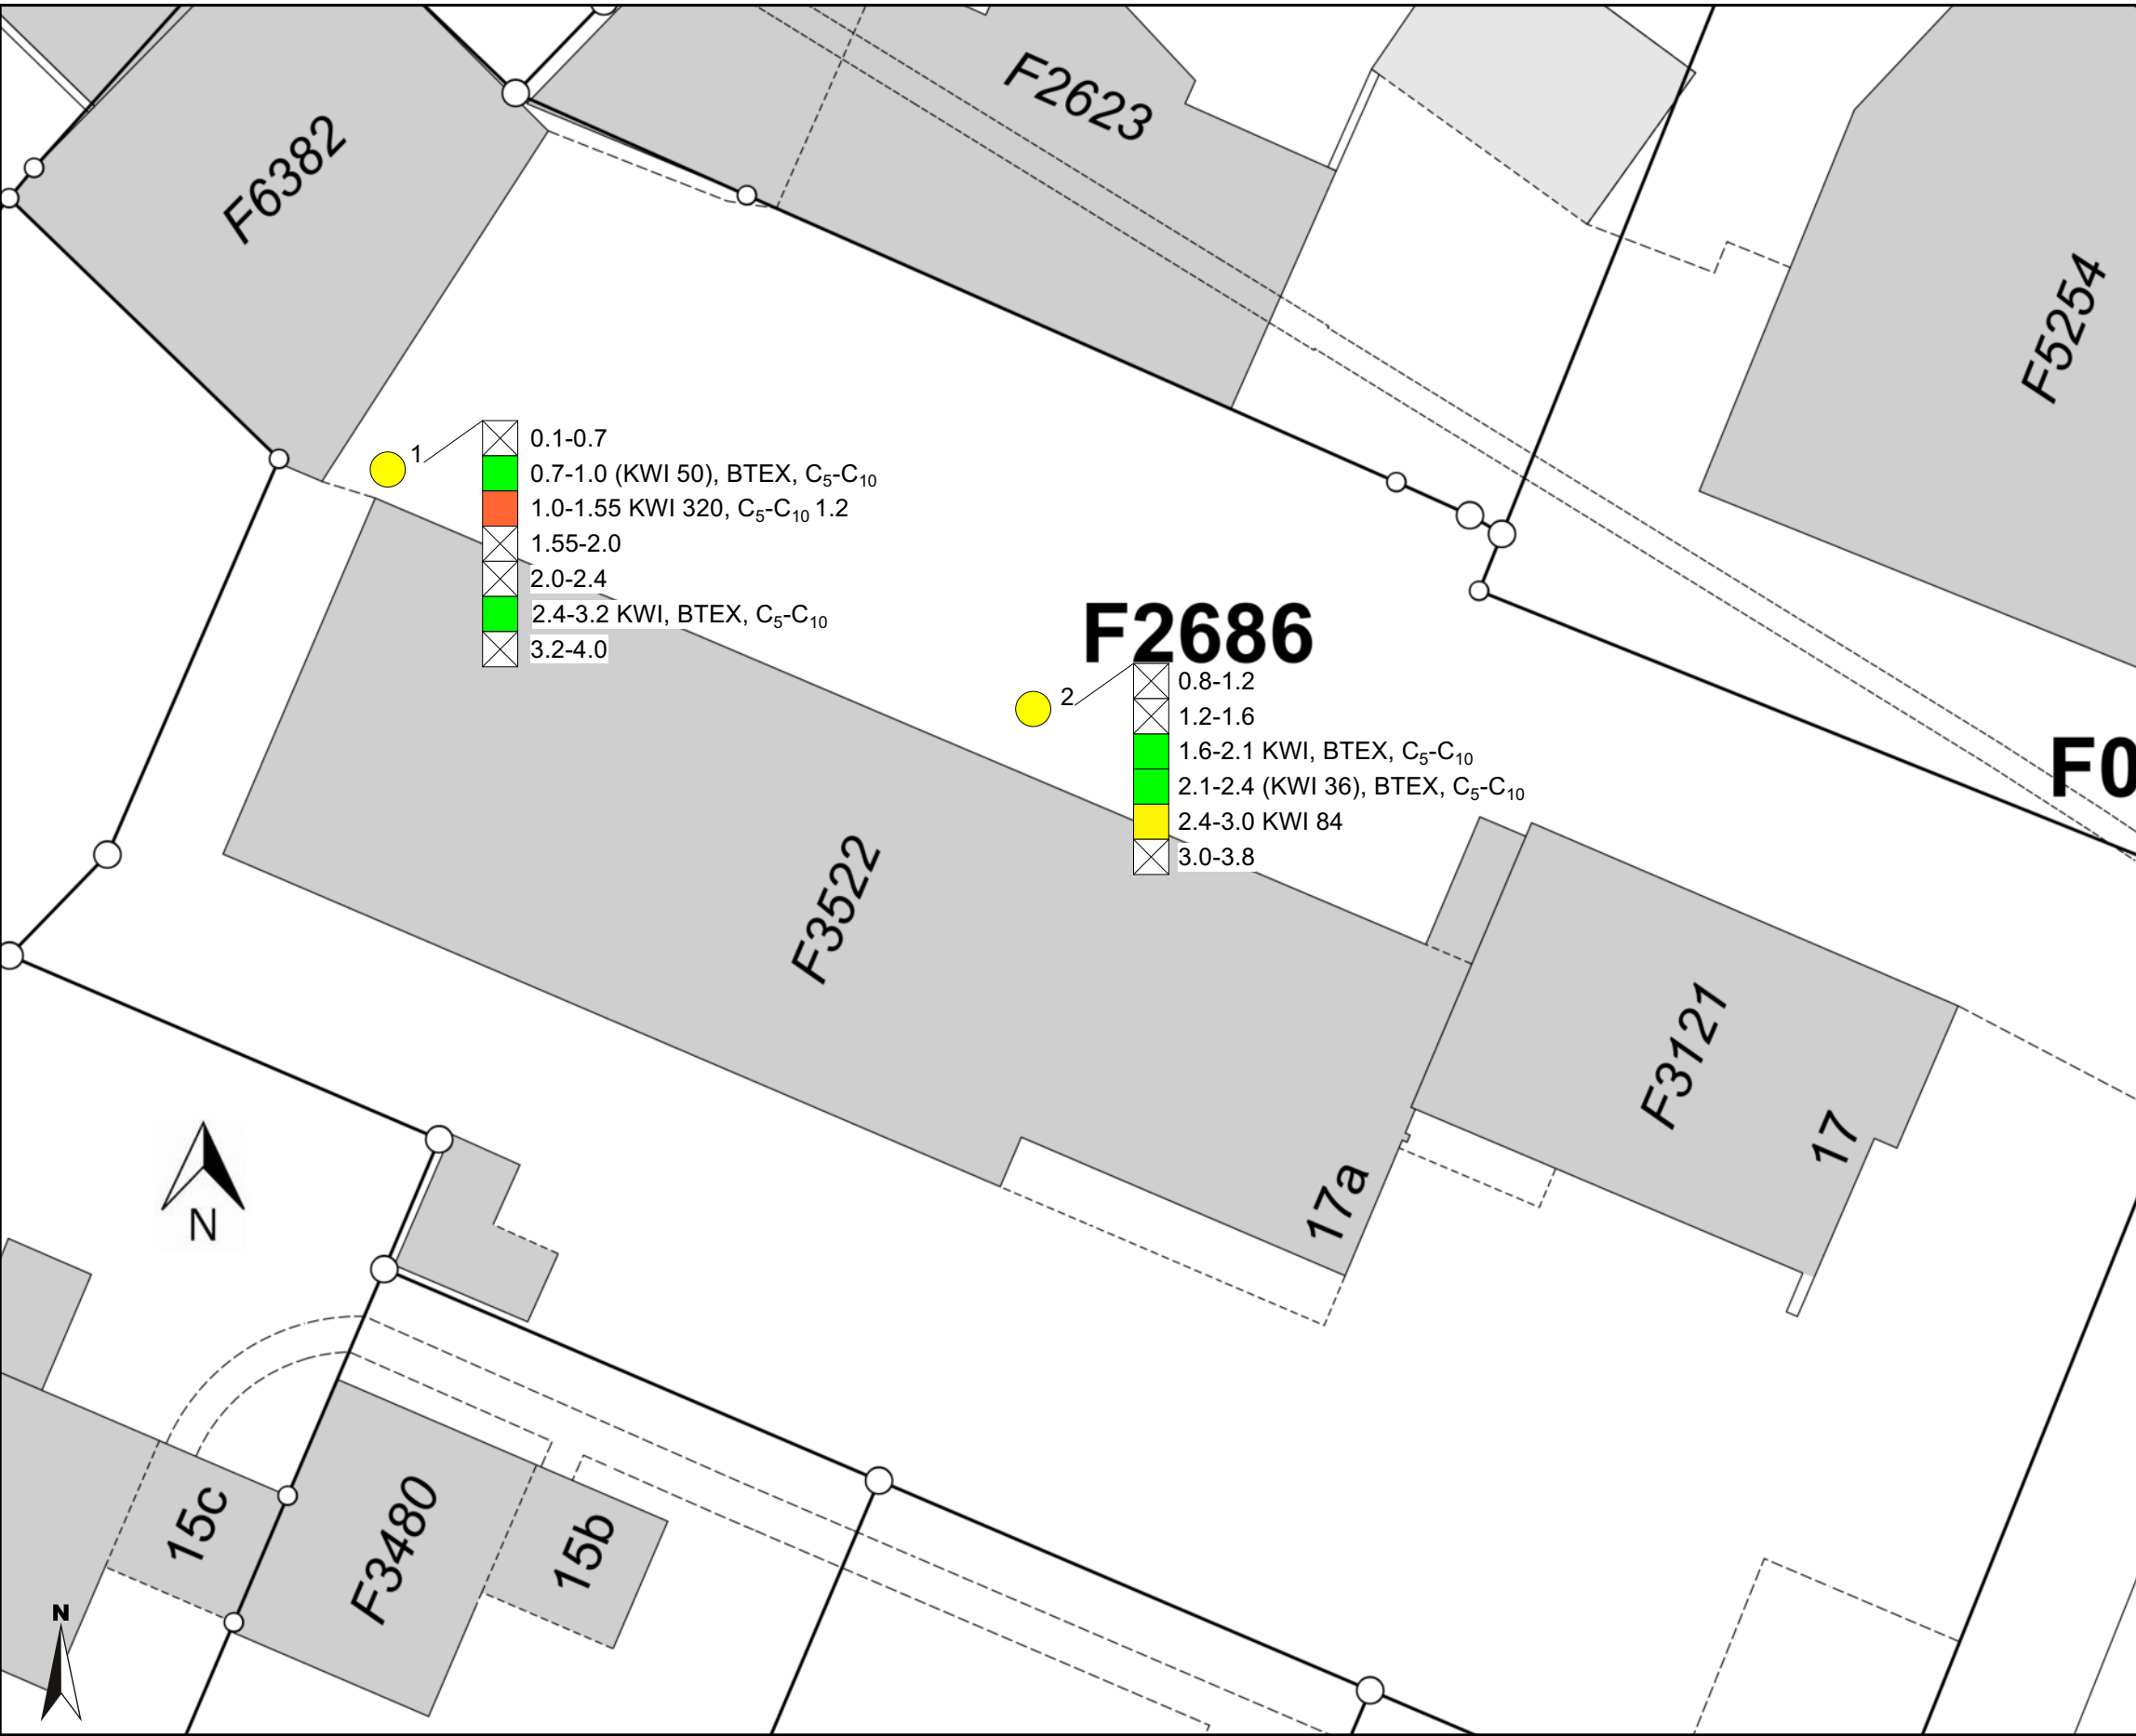 F2623
F6382
F5254
1
0.1-0.7
0.7-1.0 (KWI 50), BTEX, C₅-C₁₀
1.0-1.55 KWI 320, C₅-C₁₀ 1.2
1.55-2.0
2.0-2.4
2.4-3.2 KWI, BTEX, C₅-C₁₀
3.2-4.0
F2686
2
0.8-1.2
1.2-1.6
1.6-2.1 KWI, BTEX, C₅-C₁₀
2.1-2.4 (KWI 36), BTEX, C₅-C₁₀
2.4-3.0 KWI 84
3.0-3.8
F0
F3522
F3121
17
17a
N
15c
F3480
15b
N